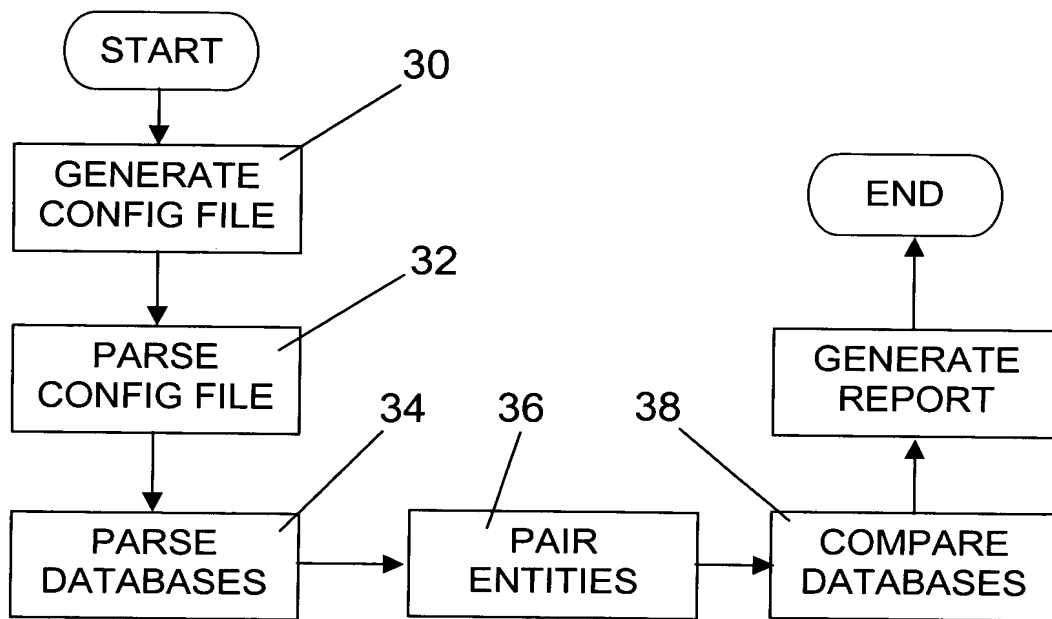 START
30
GENERATE
CONFIG FILE
32
PARSE
CONFIG FILE
34
PARSE
DATABASES
36
PAIR
ENTITIES
38
COMPARE
DATABASES
GENERATE
REPORT
END